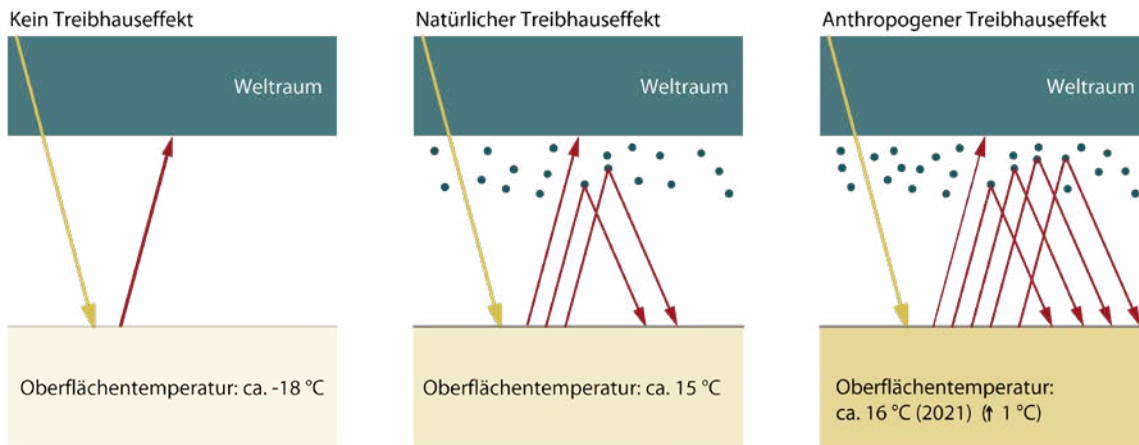 Kein Treibhauseffekt
Natürlicher Treibhauseffekt
Anthropogener Treibhauseffekt
Weltraum
Weltraum
Weltraum
Oberflächentemperatur: ca. -18 °C
Oberflächentemperatur: ca. 15 °C
Oberflächentemperatur:
ca. 16 °C (2021) (↑ 1 °C)